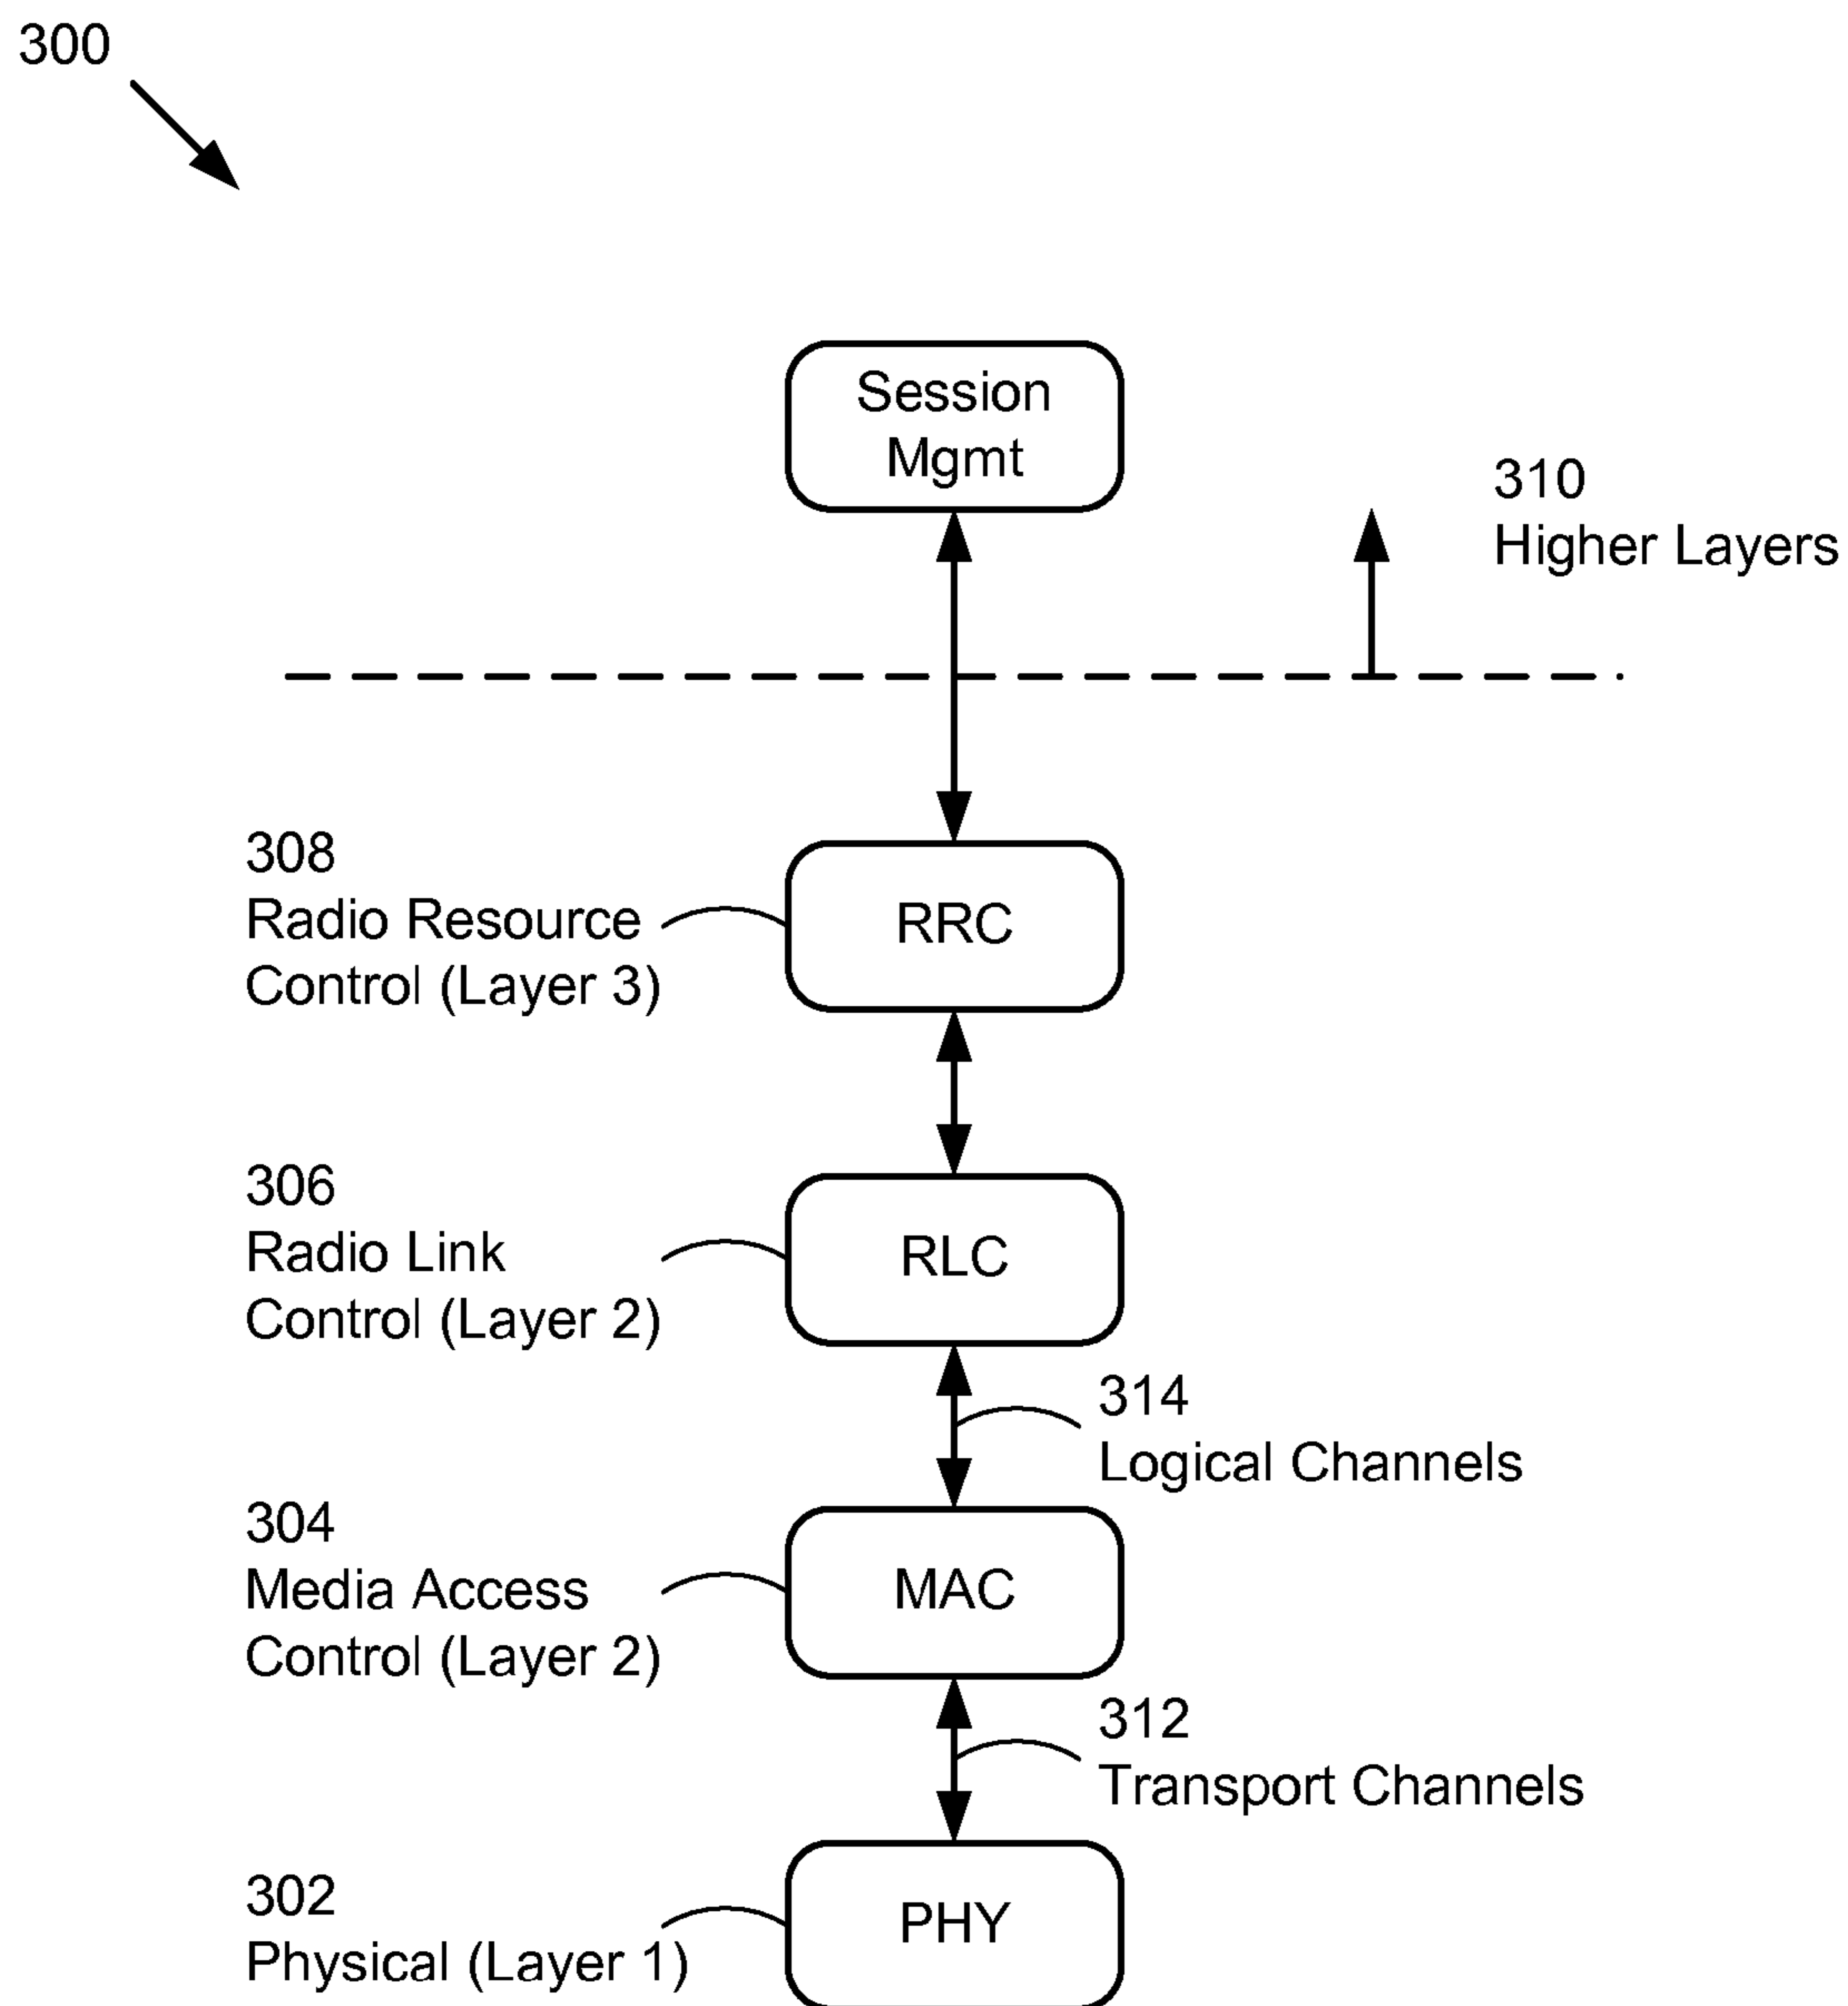 300
Session
Mgmt
310
Higher Layers
308
Radio Resource
Control (Layer 3)
RRC
306
Radio Link
Control (Layer 2)
RLC
314
Logical Channels
304
Media Access
Control (Layer 2)
MAC
312
Transport Channels
302
Physical (Layer 1)
PHY